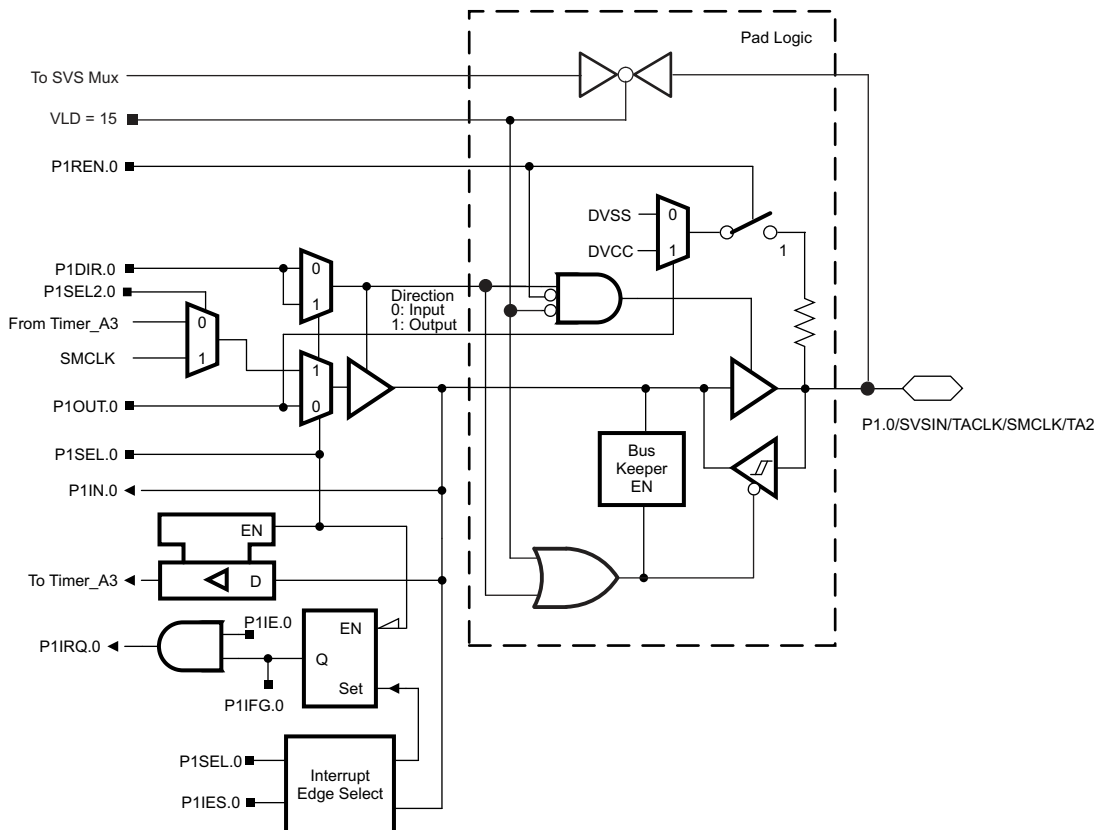 Pad Logic
To SVS Mux
VLD = 15
P1REN.0
DVSS
0
DVCC
1
1
P1DIR.0
0
P1SEL2.0
1
Direction
0: Input
1: Output
From Timer_A3
0
SMCLK
1
1
P1OUT.0
0
P1.0/SVSIN/TACLK/SMCLK/TA2
P1SEL.0
Bus
Keeper
EN
P1IN.0
EN
To Timer_A3
D
P1IE.0
EN
P1IRQ.0
Q
Set
P1IFG.0
P1SEL.0
Interrupt
Edge Select
P1IES.0